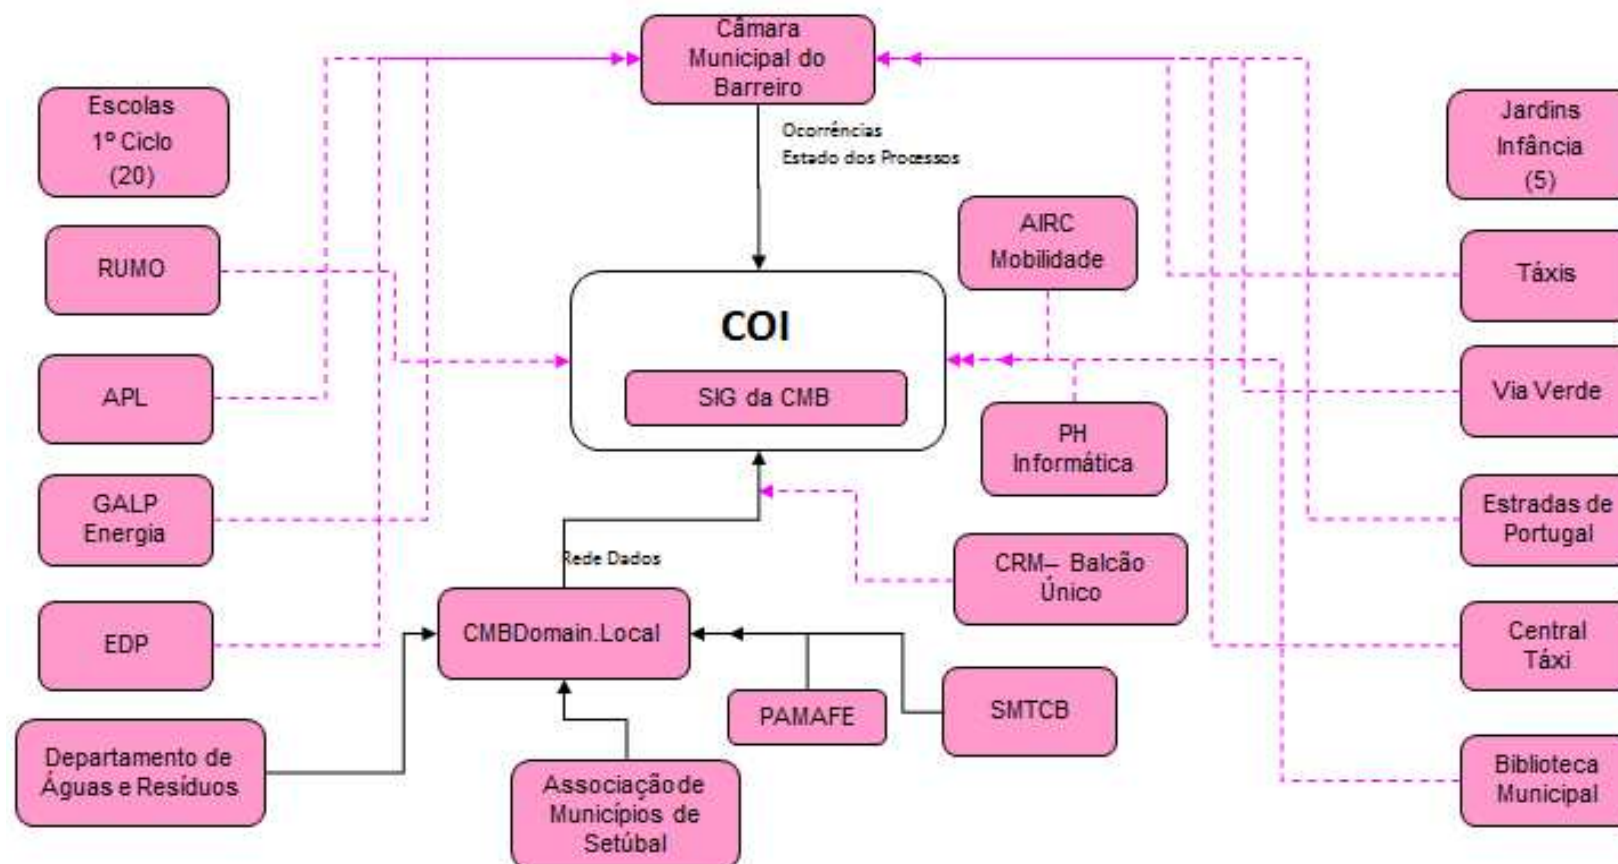 Câmara
Municipal do
Barreiro
Escolas
1º Ciclo
(20)
Jardins
Infância
(5)
Ocorrências
Estado dos Processos
AIRC
Mobilidade
RUMO
Táxis
COI
SIG da CMB
APL
Via Verde
PH
Informática
GALP
Energia
Estradas de
Portugal
Rede Dados
CRM– Balcão
Único
EDP
CMBDomain.Local
Central
Táxi
PAMAFE
SMTCB
Departamento de
Águas e Resíduos
Associação de
Municípios de
Setúbal
Biblioteca
Municipal